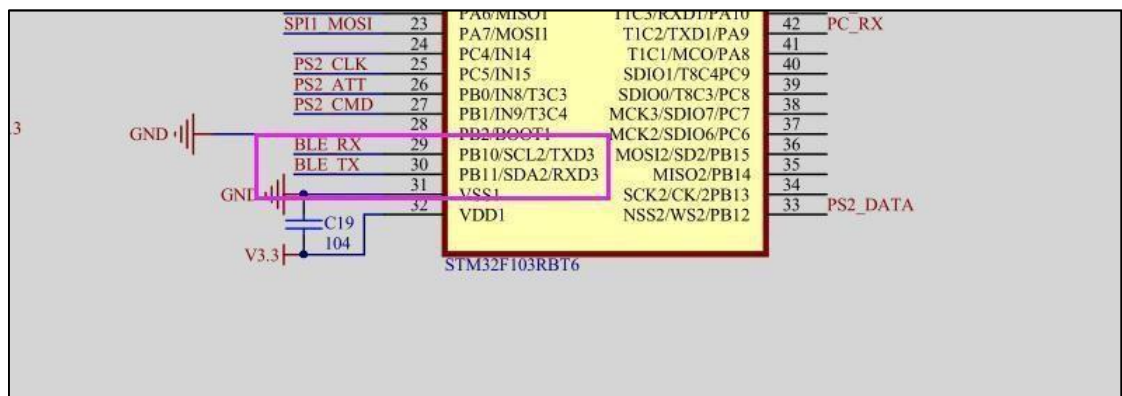 PA6/MISO1 T1C3/RXD1/PA10
SPI1_MOSI 23 PA7/MOSI1 T1C2/TXD1/PA9 42 PC_RX
24 PC4/IN14 T1C1/MCO/PA8 41
PS2_CLK 25 PC5/IN15 SDIO1/T8C4PC9 40
PS2_ATT 26 PB0/IN8/T3C3 SDIO0/T8C3/PC8 39
PS2_CMD 27 PB1/IN9/T3C4 MCK3/SDIO7/PC7 38
GND 28 PB2/BOOT1 MCK2/SDIO6/PC6 37
BLE_RX 29 PB10/SCL2/TXD3 MOSI2/SD2/PB15 36
BLE_TX 30 PB11/SDA2/RXD3 MISO2/PB14 35
GND 31 VSS1 SCK2/CK/2PB13 34
32 VDD1 NSS2/WS2/PB12 33 PS2_DATA
C19
104
V3.3
STM32F103RBT6